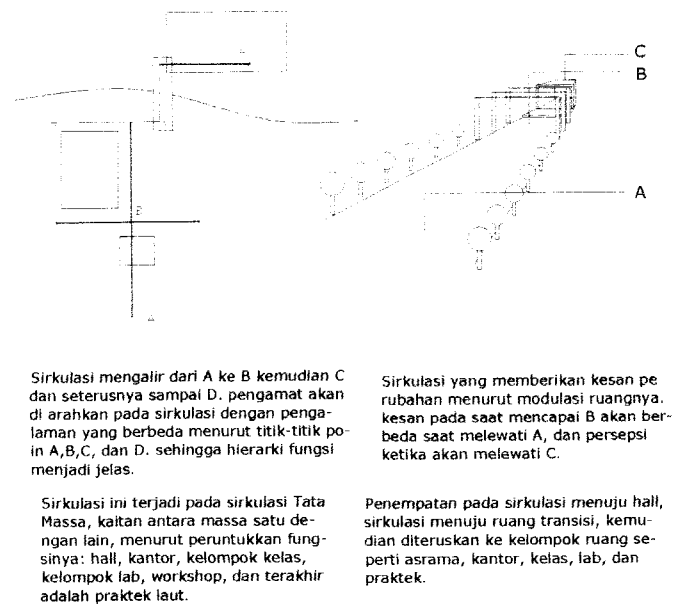 C
B
A
B
A
Sirkulasi mengalir dari A ke B kemudian C
dan seterusnya sampai D. pengamat akan
di arahkan pada sirkulasi dengan penga-
laman yang berbeda menurut titik-titik po-
in A,B,C, dan D. sehingga hierarki fungsi
menjadi jelas.
Sirkulasi yang memberikan kesan pe
rubahan menurut modulasi ruangnya.
kesan pada saat mencapai B akan ber-
beda saat melewati A, dan persepsi
ketika akan melewati C.
Sirkulasi ini terjadi pada sirkulasi Tata
Massa, kaitan antara massa satu de-
ngan lain, menurut peruntukkan fung-
sinya: hall, kantor, kelompok kelas,
kelompok lab, workshop, dan terakhir
adalah praktek laut.
Penempatan pada sirkulasi menuju hall,
sirkulasi menuju ruang transisi, kemu-
dian diteruskan ke kelompok ruang se-
perti asrama, kantor, kelas, lab, dan
praktek.